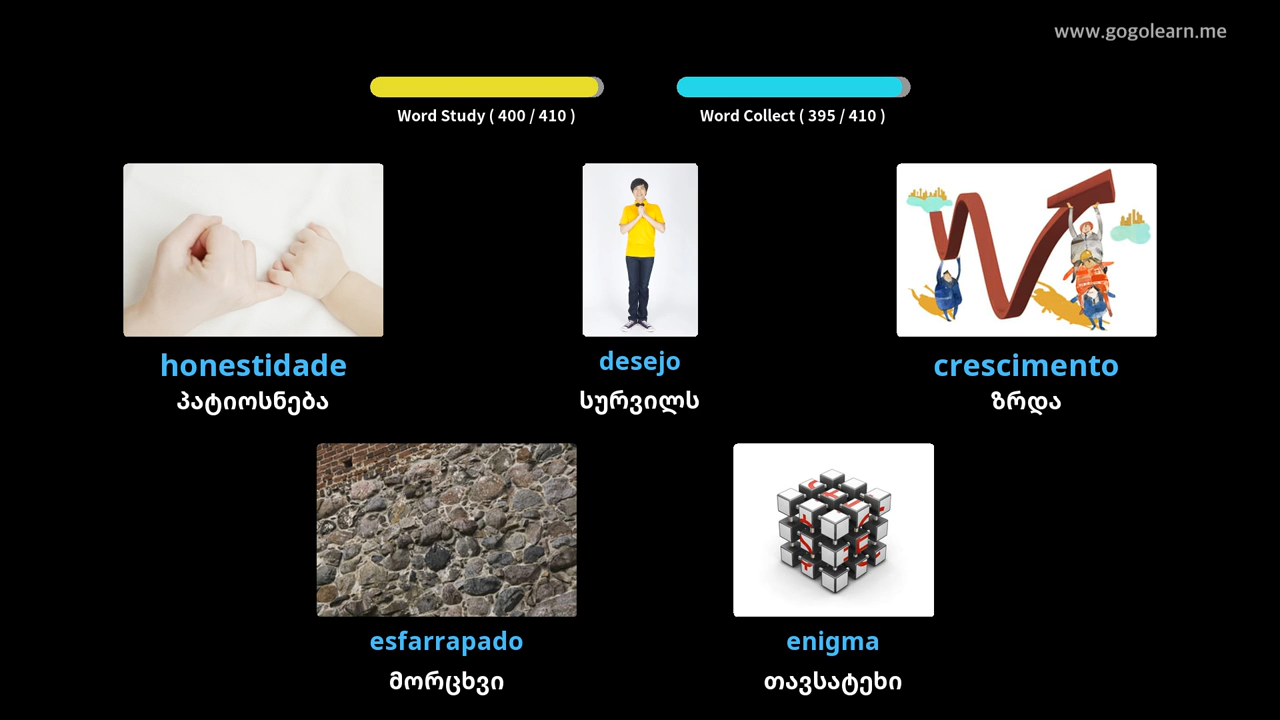 www.gogolearn.me
Word Study ( 400 / 410 )
Word Collect ( 395 / 410 )
honestidade
პატიოსნება
desejo
სურვილს
crescimento
ზრდა
esfarrapado
მორცხვი
enigma
თავსატეხი